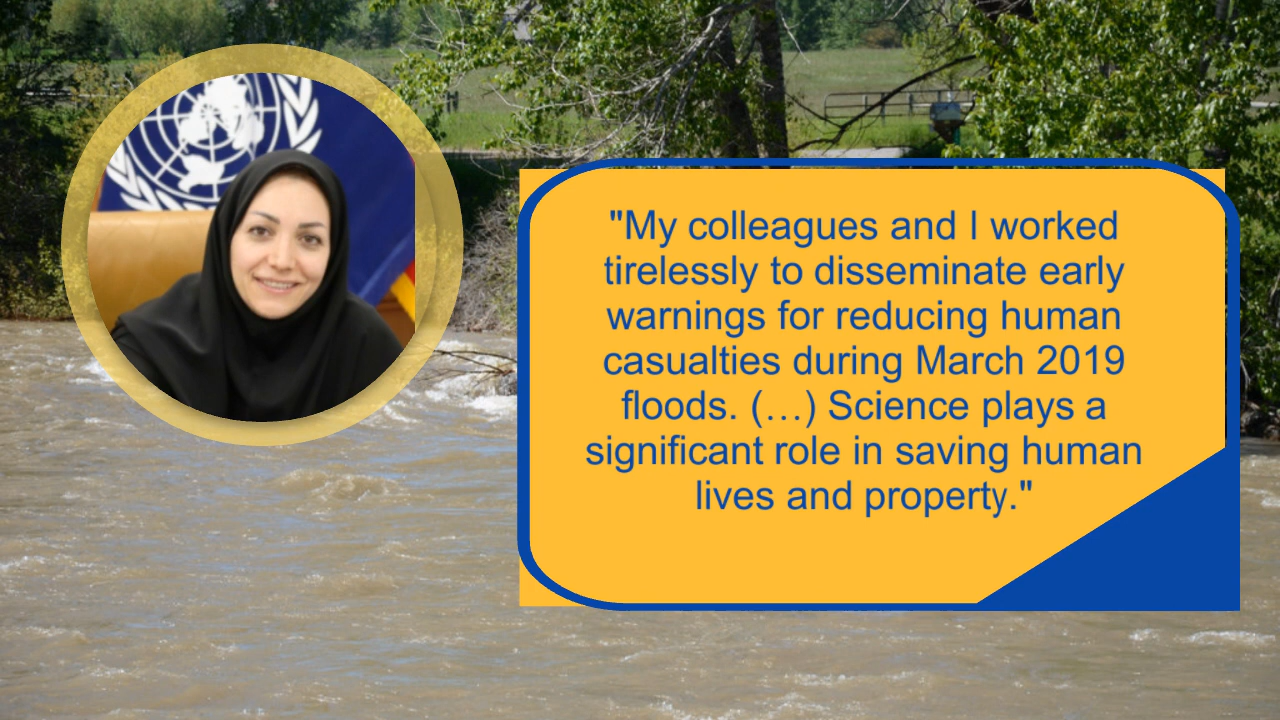 "My colleagues and I worked
tirelessly to disseminate early
warnings for reducing human
casualties during March 2019
floods. (…) Science plays a
significant role in saving human
lives and property."